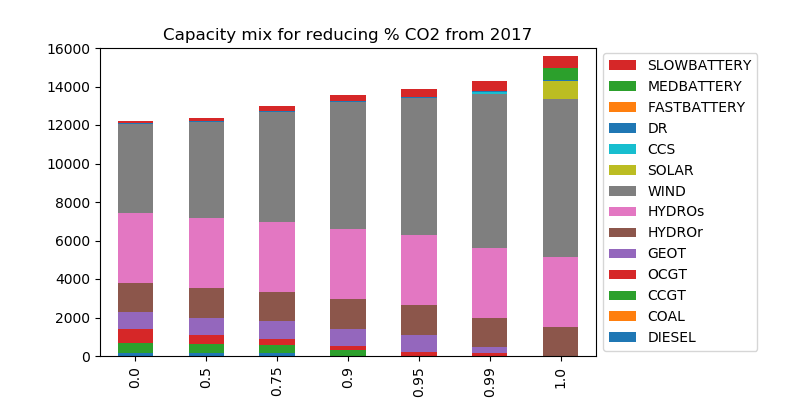 Capacity mix for reducing % CO2 from 2017
16000
14000
12000
10000
8000
6000
4000
2000
0
0.0
0.5
0.75
0.9
0.95
0.99
1.0
SLOWBATTERY
MEDBATTERY
FASTBATTERY
DR
CCS
SOLAR
WIND
HYDROs
HYDROr
GEOT
OCGT
CCGT
COAL
DIESEL